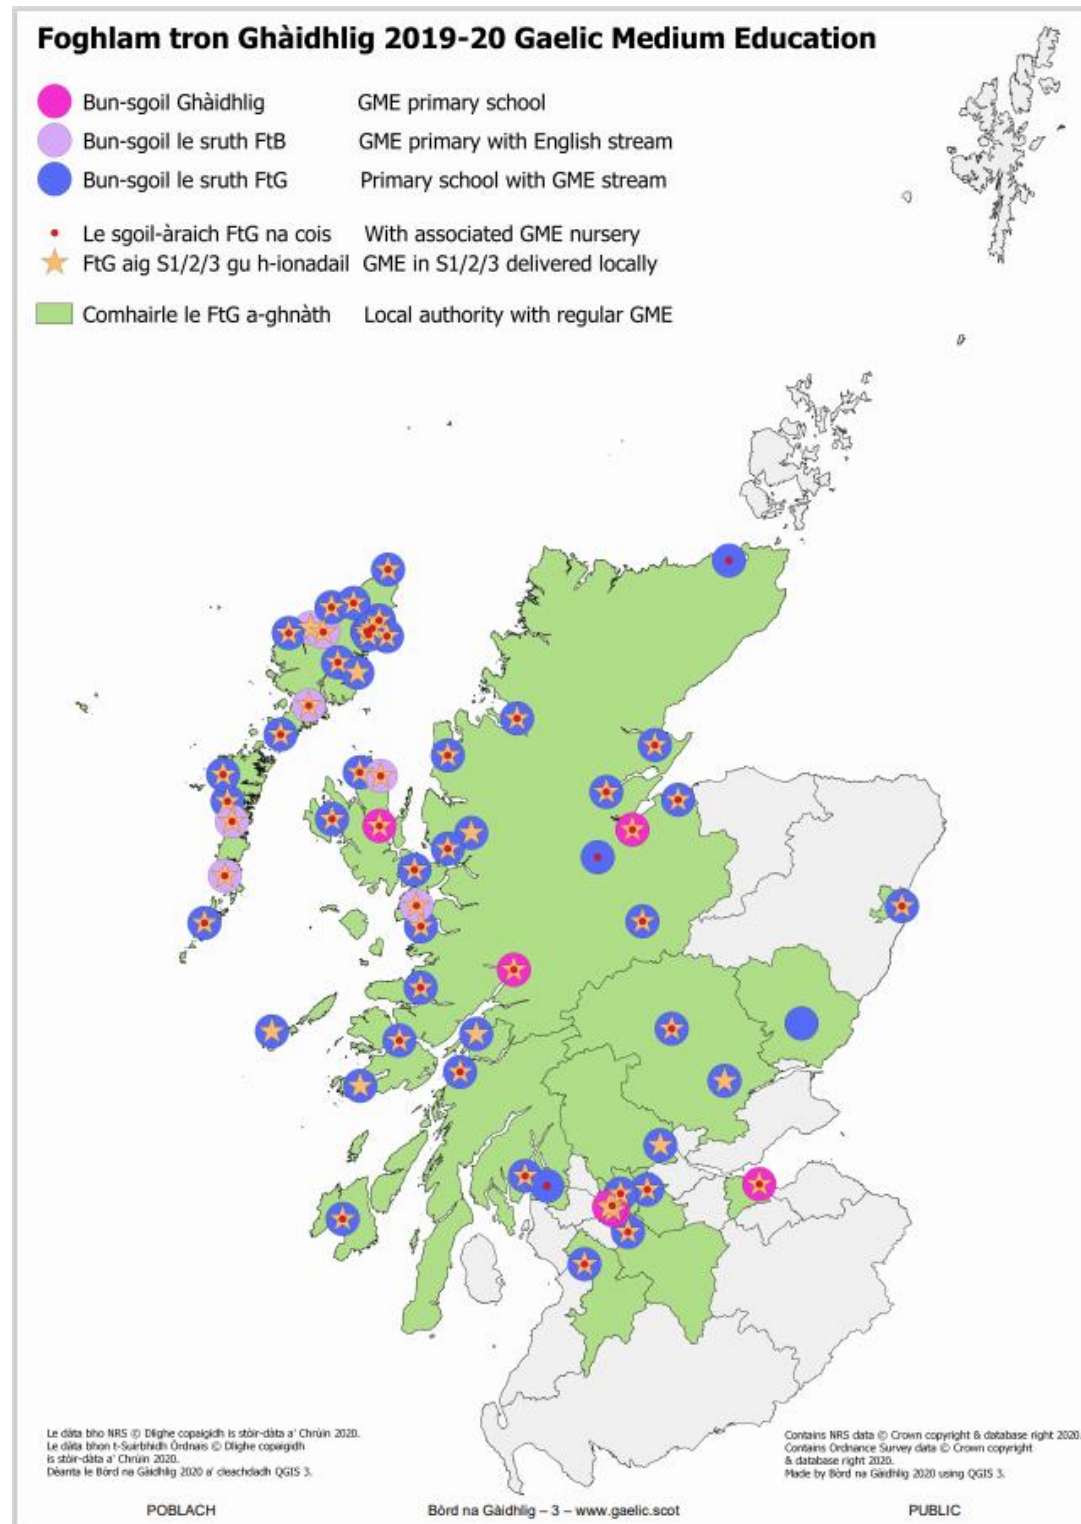 Foghlam tron Ghàidhlig 2019-20 Gaelic Medium Education
Bun-sgoil Ghàidhlig GME primary school
Bun-sgoil le sruth FtB GME primary with English stream
Bun-sgoil le sruth FtG Primary school with GME stream
Le sgoil-àraich FtG na cois With associated GME nursery
FtG aig S1/2/3 gu h-ionadail GME in S1/2/3 delivered locally
Comhairle le FtG a-ghnàth Local authority with regular GME
Le dàta bho NRS © Dlighe copaigidh is stòir-dàta a' Chrùin 2020.
Le dàta bhon t-Suirbhidh Òrdnais © Dlighe copaigidh
is stòir-dàta a' Chrùin 2020.
Déanta le Bòrd na Gàidhlig 2020 a' cleachdadh QGIS 3.
Contains NRS data © Crown copyright & database right 2020.
Contains Ordnance Survey data © Crown copyright
& database right 2020.
Made by Bòrd na Gàidhlig 2020 using QGIS 3.
POBLACH Bòrd na Gàidhlig – 3 – www.gaelic.scot PUBLIC